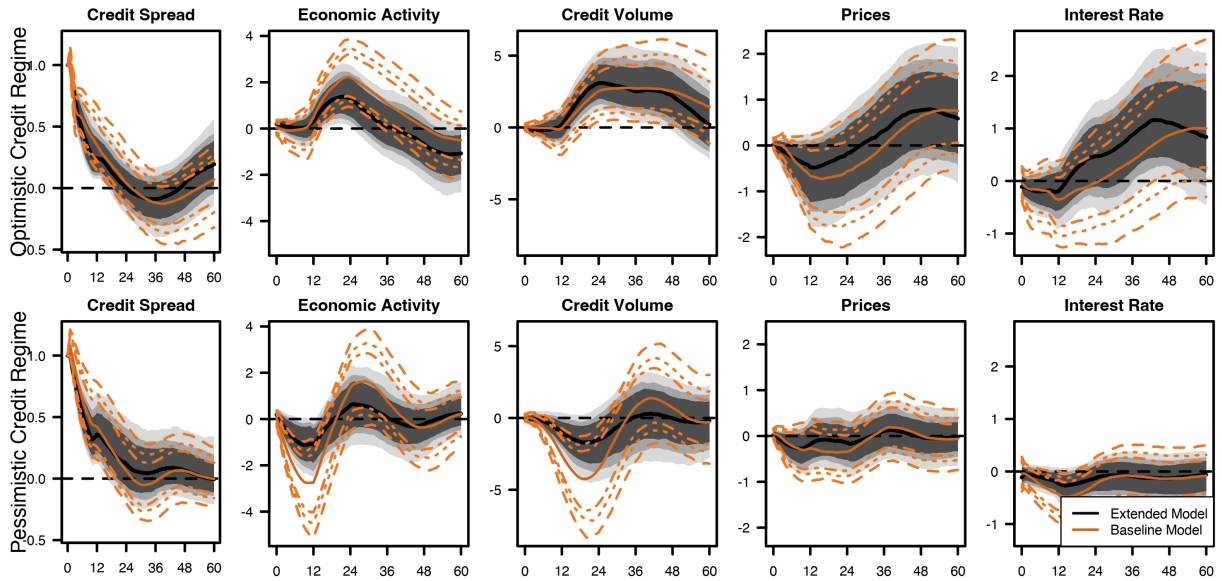 Credit Spread
Economic Activity
Credit Volume
Prices
Interest Rate
Optimistic Credit Regime
1.0
0.5
0.0
0.5
0 12 24 36 48 60
4
2
0
-2
-4
0 12 24 36 48 60
5
0
-5
0 12 24 36 48 60
2
1
0
-1
-2
0 12 24 36 48 60
2
1
0
-1
0 12 24 36 48 60
Credit Spread
Economic Activity
Credit Volume
Prices
Interest Rate
Pessimistic Credit Regime
1.0
0.5
0.0
0.5
0 12 24 36 48 60
4
2
0
-2
-4
0 12 24 36 48 60
5
0
-5
0 12 24 36 48 60
2
1
0
-1
-2
0 12 24 36 48 60
2
1
0
-1
0 12 24 36 48 60
Extended Model
Baseline Model